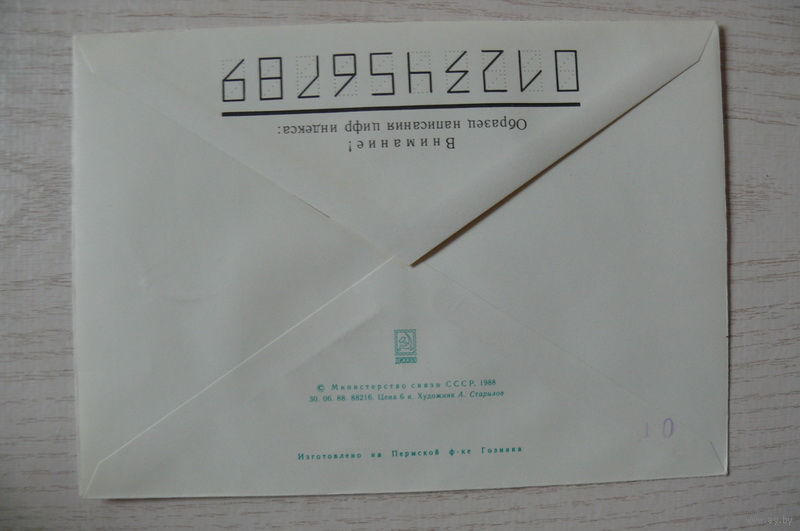 Внимание!
Образец написания цифр индекса:
0123456789
© Министерство связи СССР, 1988
30. 06. 88. 88216. Цена 6 к. Художник А. Старилов
Изготовлено на Пермской ф-ке Гознака
10